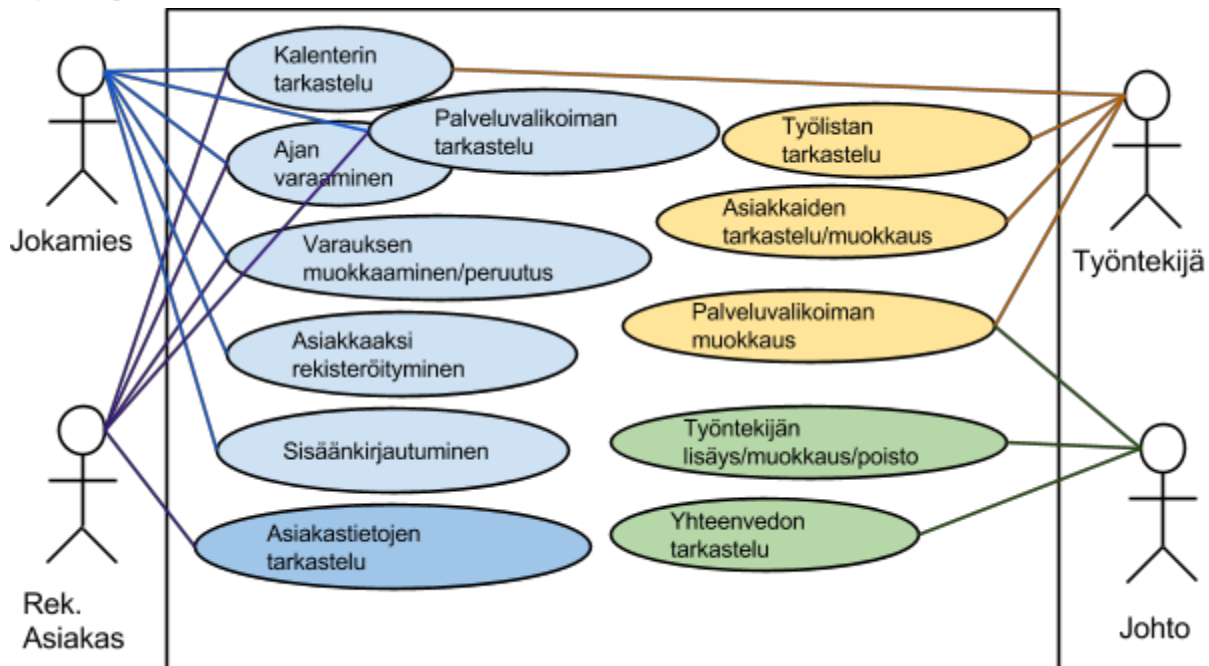 Kalenterin
tarkastelu
Palveluvalikoiman
tarkastelu
Ajan
varaaminen
Työlistan
tarkastelu
Jokamies
Asiakkaiden
tarkastelu/muokkaus
Työntekijä
Varauksen
muokkaaminen/peruutus
Palveluvalikoiman
muokkaus
Asiakkaaksi
rekisteröityminen
Sisäänkirjautuminen
Työntekijän
lisäys/muokkaus/poisto
Asiakastietojen
tarkastelu
Yhteenvedon
tarkastelu
Rek.
Asiakas
Johto